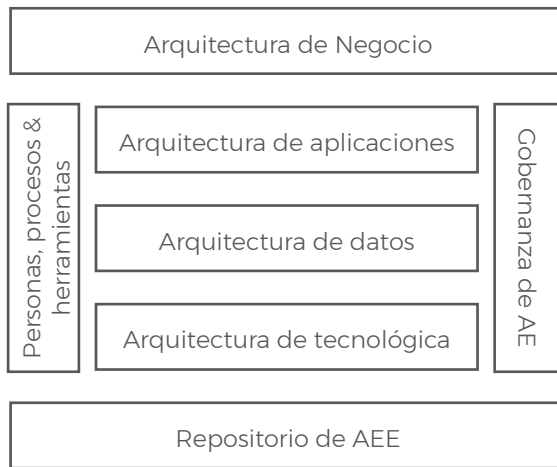 Arquitectura de Negocio
Personas, procesos &
herramientas
Arquitectura de aplicaciones
Arquitectura de datos
Arquitectura de tecnológica
Gobernanza de AE
Repositorio de AEE